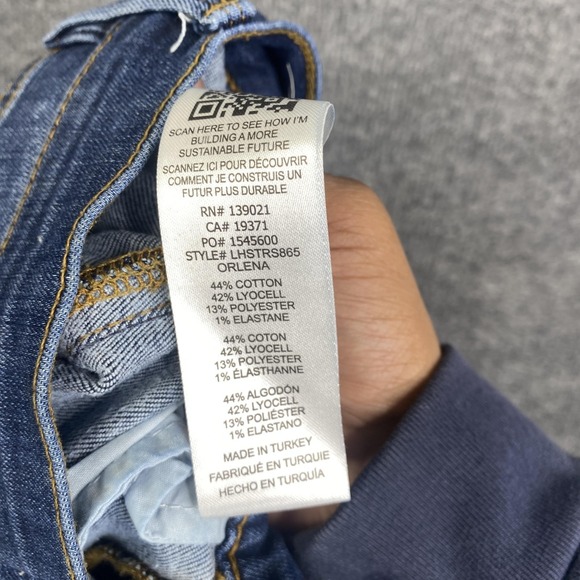 SCAN HERE TO SEE HOW I'M
BUILDING A MORE
SUSTAINABLE FUTURE
SCANNEZ ICI POUR DÉCOUVRIR
COMMENT JE CONSTRUIS UN
FUTUR PLUS DURABLE
RN# 139021
CA# 19371
PO# 1545600
STYLE# LHSTRS865
ORLENA
44% COTTON
42% LYOCELL
13% POLYESTER
1% ELASTANE
44% COTON
42% LYOCELL
13% POLYESTER
1% ÉLASTHANNE
44% ALGODÓN
42% LYOCELL
13% POLIÉSTER
1% ELASTANO
MADE IN TURKEY
FABRIQUÉ EN TURQUIE
HECHO EN TURQUÍA